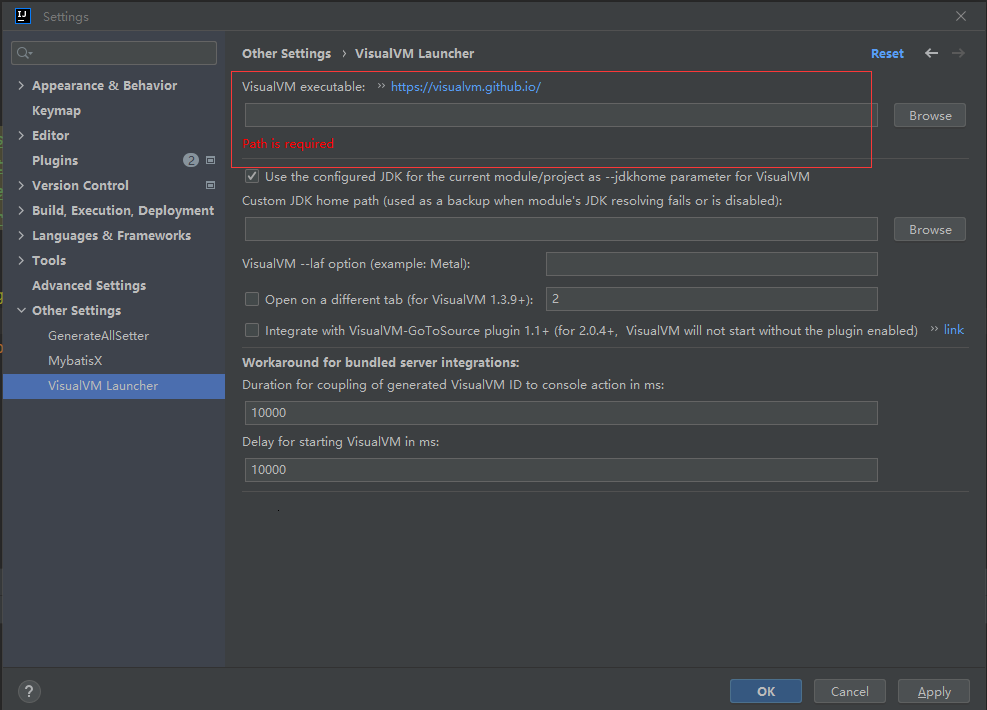 Settings
Other Settings › VisualVM Launcher Reset
VisualVM executable: ›› https://visualvm.github.io/
Browse
Path is required
Use the configured JDK for the current module/project as --jdkhome parameter for VisualVM
Custom JDK home path (used as a backup when module's JDK resolving fails or is disabled):
Browse
VisualVM --laf option (example: Metal):
Open on a different tab (for VisualVM 1.3.9+): 2
Integrate with VisualVM-GoToSource plugin 1.1+ (for 2.0.4+, VisualVM will not start without the plugin enabled) ›› link
Workaround for bundled server integrations:
Duration for coupling of generated VisualVM ID to console action in ms:
10000
Delay for starting VisualVM in ms:
10000
Appearance & Behavior
Keymap
Editor
Plugins 2
Version Control
Build, Execution, Deployment
Languages & Frameworks
Tools
Advanced Settings
Other Settings
GenerateAllSetter
MybatisX
VisualVM Launcher
? OK Cancel Apply